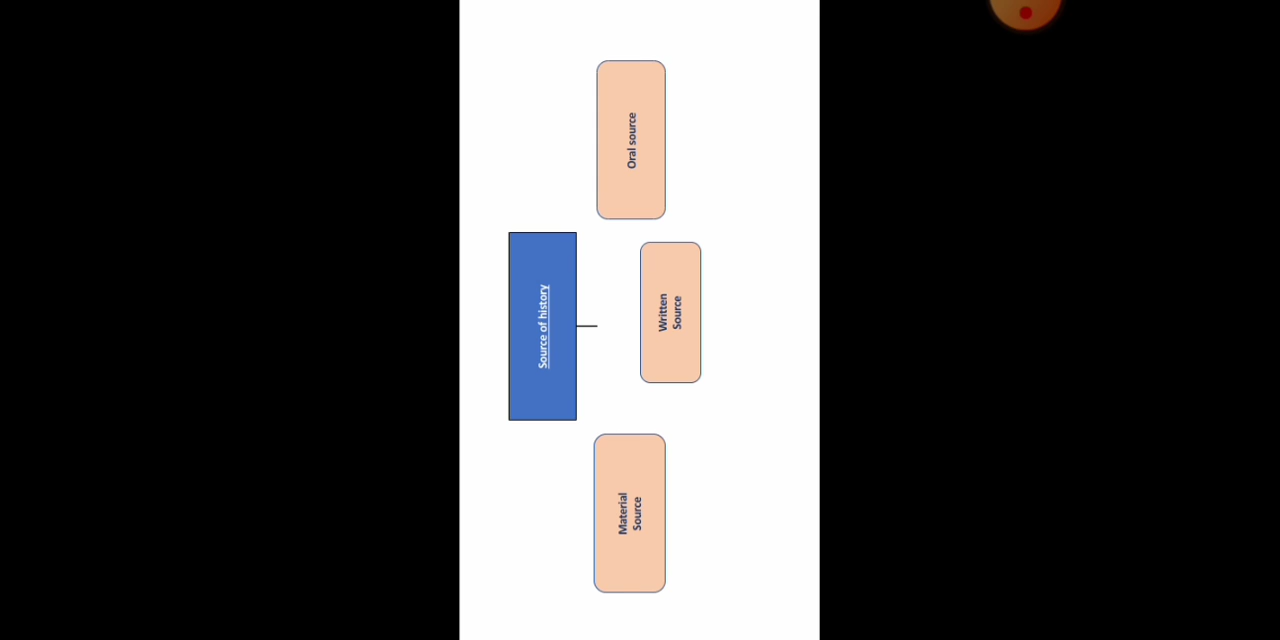 Source of history
Material
Source
Written
Source
Oral source